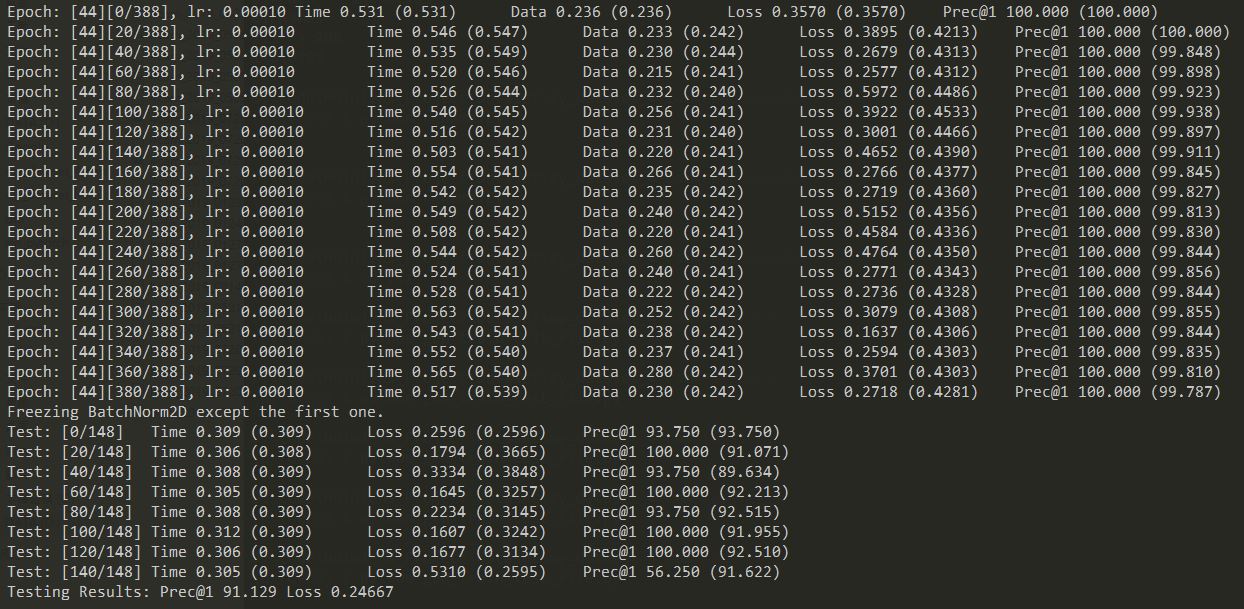 Epoch: [44][0/388], lr: 0.00010 Time 0.531 (0.531) Data 0.236 (0.236) Loss 0.3570 (0.3570) Prec@1 100.000 (100.000)
Epoch: [44][20/388], lr: 0.00010 Time 0.546 (0.547) Data 0.233 (0.242) Loss 0.3895 (0.4213) Prec@1 100.000 (100.000)
Epoch: [44][40/388], lr: 0.00010 Time 0.535 (0.549) Data 0.230 (0.244) Loss 0.2679 (0.4313) Prec@1 100.000 (99.848)
Epoch: [44][60/388], lr: 0.00010 Time 0.520 (0.546) Data 0.215 (0.241) Loss 0.2577 (0.4312) Prec@1 100.000 (99.898)
Epoch: [44][80/388], lr: 0.00010 Time 0.526 (0.544) Data 0.232 (0.240) Loss 0.5972 (0.4486) Prec@1 100.000 (99.923)
Epoch: [44][100/388], lr: 0.00010 Time 0.540 (0.545) Data 0.256 (0.241) Loss 0.3922 (0.4533) Prec@1 100.000 (99.938)
Epoch: [44][120/388], lr: 0.00010 Time 0.516 (0.542) Data 0.231 (0.240) Loss 0.3001 (0.4466) Prec@1 100.000 (99.897)
Epoch: [44][140/388], lr: 0.00010 Time 0.503 (0.541) Data 0.220 (0.241) Loss 0.4652 (0.4390) Prec@1 100.000 (99.911)
Epoch: [44][160/388], lr: 0.00010 Time 0.554 (0.541) Data 0.266 (0.241) Loss 0.2766 (0.4377) Prec@1 100.000 (99.845)
Epoch: [44][180/388], lr: 0.00010 Time 0.542 (0.542) Data 0.235 (0.242) Loss 0.2719 (0.4360) Prec@1 100.000 (99.827)
Epoch: [44][200/388], lr: 0.00010 Time 0.549 (0.542) Data 0.240 (0.242) Loss 0.5152 (0.4356) Prec@1 100.000 (99.813)
Epoch: [44][220/388], lr: 0.00010 Time 0.508 (0.542) Data 0.220 (0.241) Loss 0.4584 (0.4336) Prec@1 100.000 (99.830)
Epoch: [44][240/388], lr: 0.00010 Time 0.544 (0.542) Data 0.260 (0.242) Loss 0.4764 (0.4350) Prec@1 100.000 (99.844)
Epoch: [44][260/388], lr: 0.00010 Time 0.524 (0.541) Data 0.240 (0.241) Loss 0.2771 (0.4343) Prec@1 100.000 (99.856)
Epoch: [44][280/388], lr: 0.00010 Time 0.528 (0.541) Data 0.222 (0.242) Loss 0.2736 (0.4328) Prec@1 100.000 (99.844)
Epoch: [44][300/388], lr: 0.00010 Time 0.563 (0.542) Data 0.252 (0.242) Loss 0.3079 (0.4308) Prec@1 100.000 (99.855)
Epoch: [44][320/388], lr: 0.00010 Time 0.543 (0.541) Data 0.238 (0.242) Loss 0.1637 (0.4306) Prec@1 100.000 (99.844)
Epoch: [44][340/388], lr: 0.00010 Time 0.552 (0.540) Data 0.237 (0.241) Loss 0.2594 (0.4303) Prec@1 100.000 (99.835)
Epoch: [44][360/388], lr: 0.00010 Time 0.565 (0.540) Data 0.280 (0.242) Loss 0.3701 (0.4303) Prec@1 100.000 (99.810)
Epoch: [44][380/388], lr: 0.00010 Time 0.517 (0.539) Data 0.230 (0.242) Loss 0.2718 (0.4281) Prec@1 100.000 (99.787)
Freezing BatchNorm2D except the first one.
Test: [0/148] Time 0.309 (0.309) Loss 0.2596 (0.2596) Prec@1 93.750 (93.750)
Test: [20/148] Time 0.306 (0.308) Loss 0.1794 (0.3665) Prec@1 100.000 (91.071)
Test: [40/148] Time 0.308 (0.309) Loss 0.3334 (0.3848) Prec@1 93.750 (89.634)
Test: [60/148] Time 0.305 (0.309) Loss 0.1645 (0.3257) Prec@1 100.000 (92.213)
Test: [80/148] Time 0.308 (0.309) Loss 0.2234 (0.3145) Prec@1 93.750 (92.515)
Test: [100/148] Time 0.312 (0.309) Loss 0.1607 (0.3242) Prec@1 100.000 (91.955)
Test: [120/148] Time 0.306 (0.309) Loss 0.1677 (0.3134) Prec@1 100.000 (92.510)
Test: [140/148] Time 0.305 (0.309) Loss 0.5310 (0.2595) Prec@1 56.250 (91.622)
Testing Results: Prec@1 91.129 Loss 0.24667